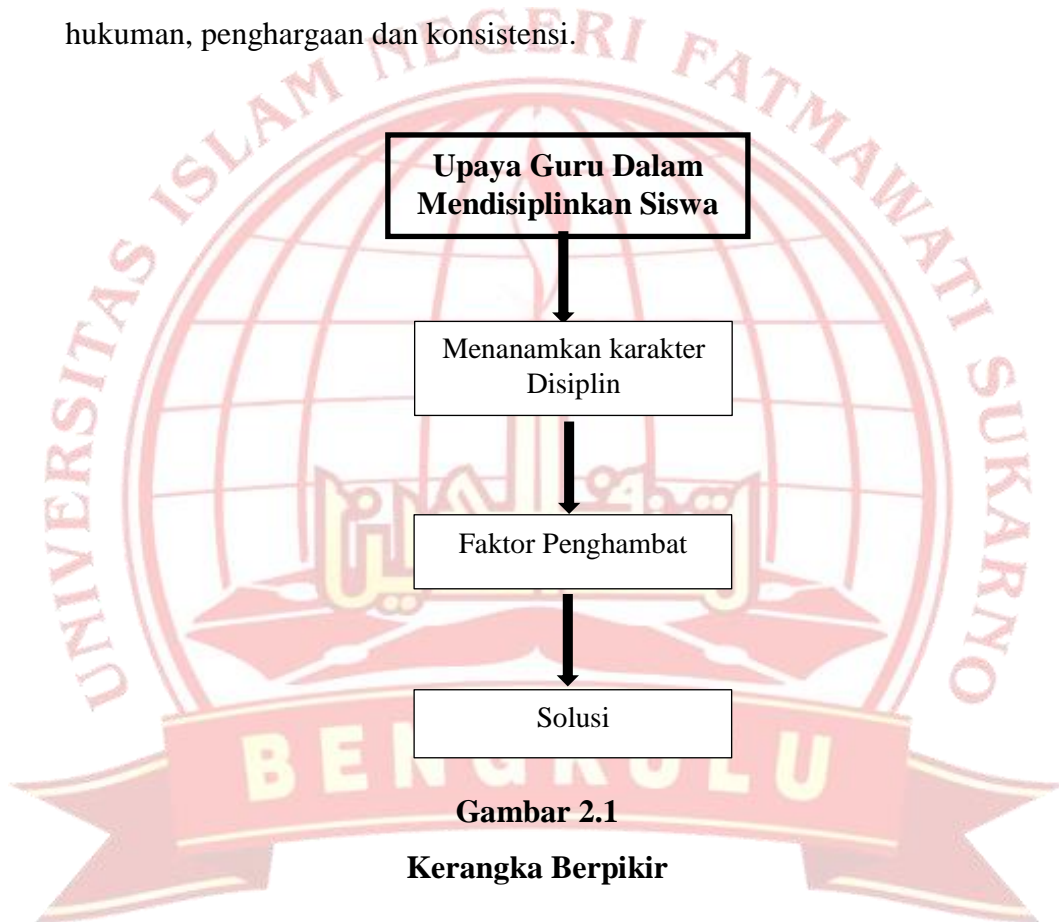 hukuman, penghargaan dan konsistensi.
UNIVERSITAS ISLAM NEGERI FATMAWATI SUKARNO
Upaya Guru Dalam
Mendisiplinkan Siswa
Menanamkan karakter
Disiplin
Faktor Penghambat
Solusi
BENGKULU
Gambar 2.1
Kerangka Berpikir